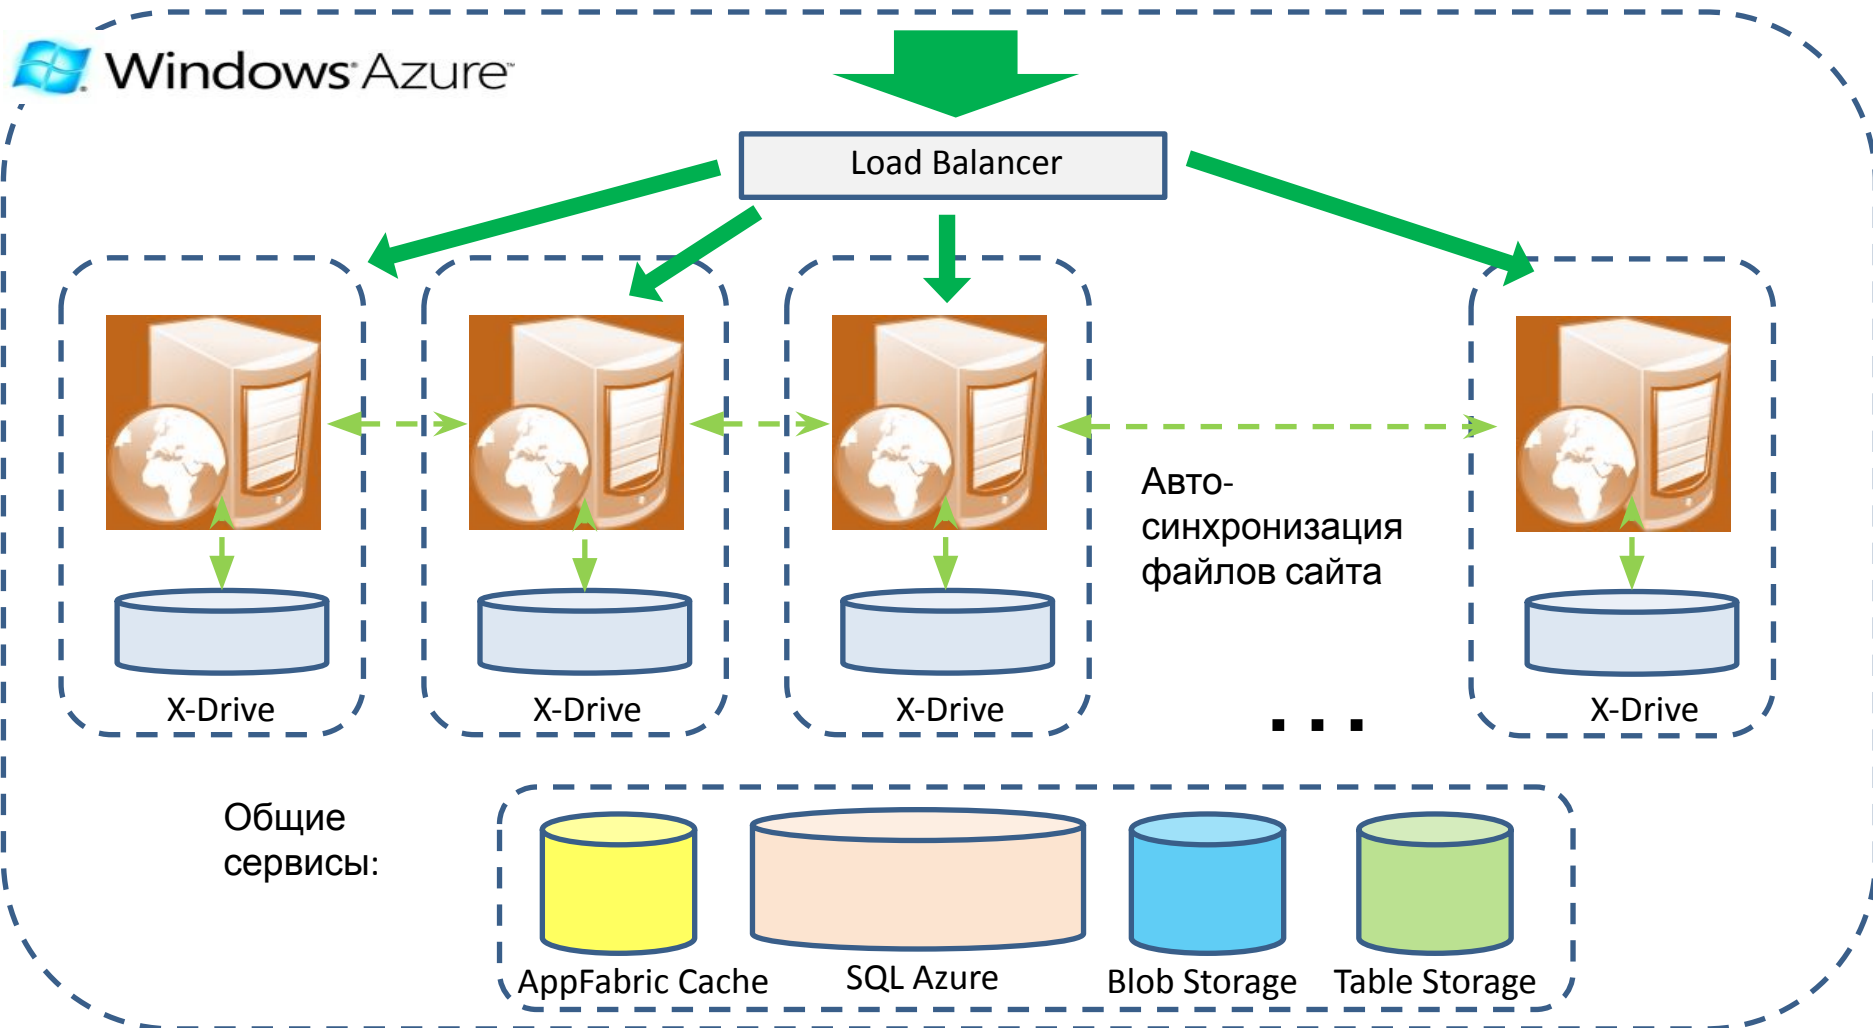 Windows Azure™
Load Balancer
Авто-
синхронизация
файлов сайта
X-Drive
X-Drive
X-Drive
. . .
X-Drive
Общие
сервисы:
AppFabric Cache
SQL Azure
Blob Storage
Table Storage